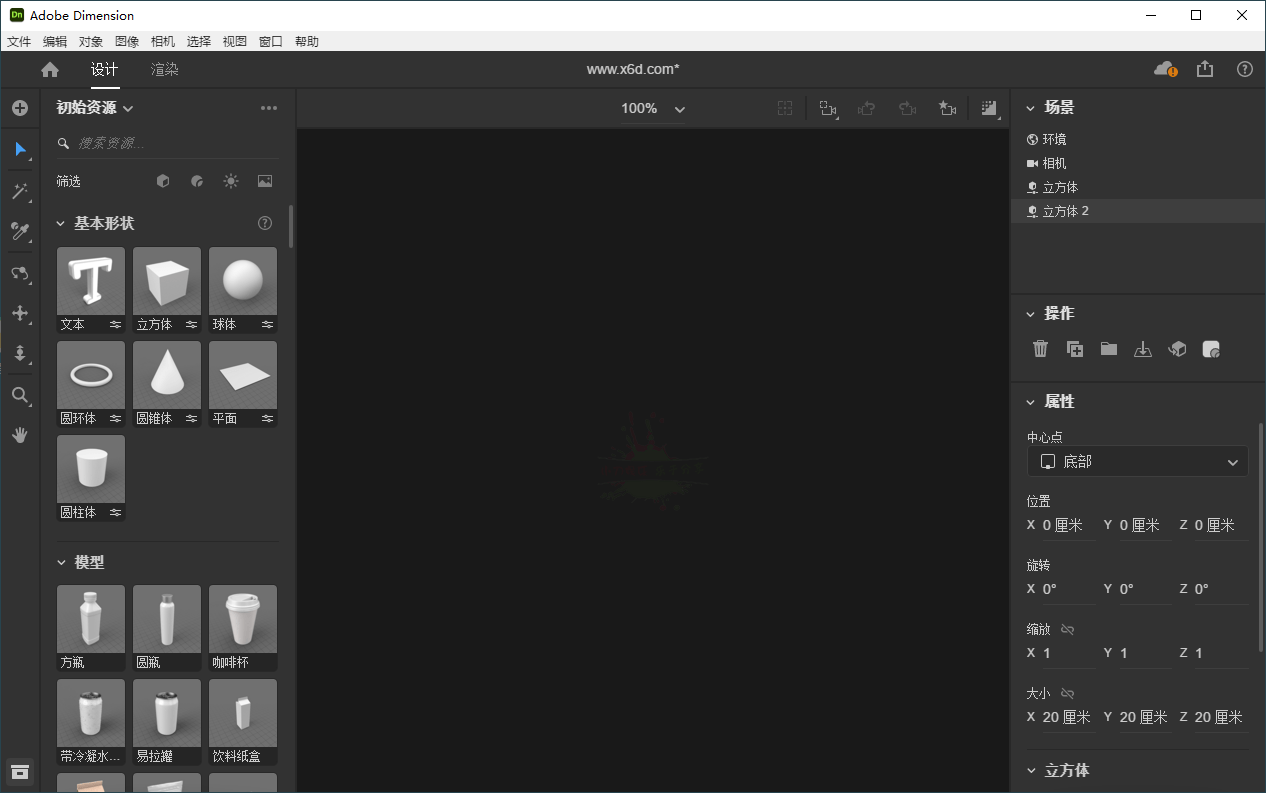 Dn Adobe Dimension
文件 编辑 对象 图像 相机 选择 视图 窗口 帮助
设计 渲染 www.x6d.com*
初始资源
100%
搜索资源...
筛选
基本形状
文本 立方体 球体
圆环体 圆锥体 平面
圆柱体
模型
方瓶 圆瓶 咖啡杯
带冷凝水... 易拉罐 饮料纸盒
场景
环境
相机
立方体
立方体 2
操作
属性
中心点
底部
位置
X 0 厘米 Y 0 厘米 Z 0 厘米
旋转
X 0° Y 0° Z 0°
缩放
X 1 Y 1 Z 1
大小
X 20 厘米 Y 20 厘米 Z 20 厘米
立方体